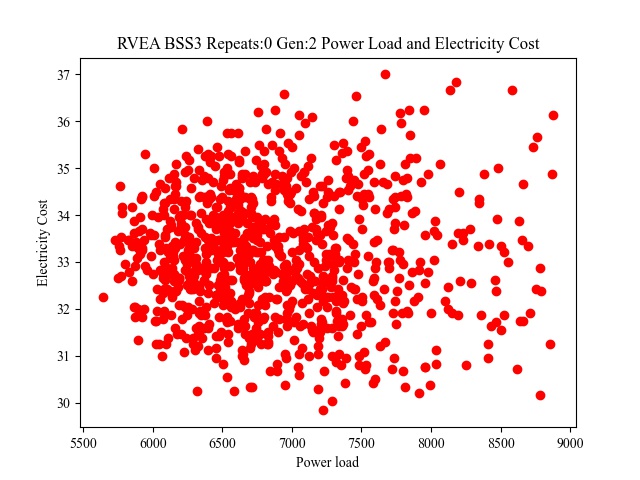 RVEA BSS3 Repeats:0 Gen:2 Power Load and Electricity Cost
37
36
35
34
33
32
31
30
Electricity Cost
5500 6000 6500 7000 7500 8000 8500 9000
Power load